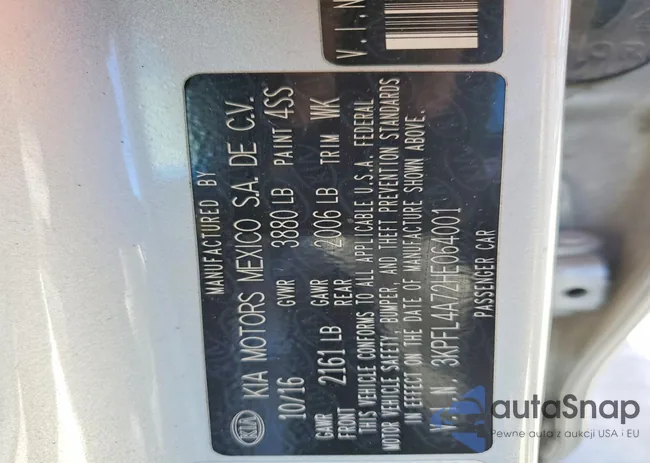 V.I.N
MANUFACTURED BY
KIA KIA MOTORS MEXICO S.A. DE C.V.
10/16 GVWR 3880 LB PAINT 4SS
GAWR FRONT 2161 LB GAWR REAR 2006 LB TRIM WK
THIS VEHICLE CONFORMS TO ALL APPLICABLE U.S.A. FEDERAL
MOTOR VEHICLE SAFETY, BUMPER, AND THEFT PREVENTION STANDARDS
IN EFFECT ON THE DATE OF MANUFACTURE SHOWN ABOVE.
V.I.N. 3KPFL4A72HE064001
PASSENGER CAR
autoSnap
Pewne auta z aukcji USA i EU